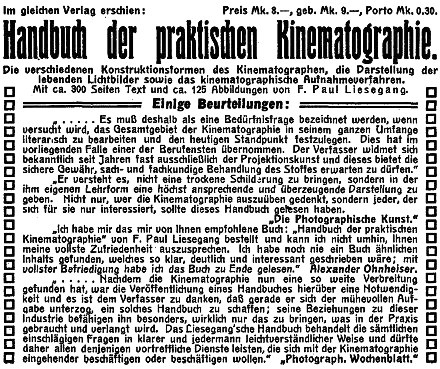 Im gleichen Verlag erschien: Preis Mk. 8.—, geb. Mk. 9.—, Porto Mk. 0.30.
Handbuch der praktischen Kinematographie.
Die verschiedenen Konstruktionsformen des Kinematographen, die Darstellung der
lebenden Lichtbilder sowie das kinematographische Aufnahmeverfahren.
Mit ca. 300 Seiten Text und ca. 125 Abbildungen von F. Paul Liesegang.
Einige Beurteilungen:
„..... Es muß deshalb als eine Bedürfnisfrage bezeichnet werden, wenn
versucht wird, das Gesamtgebiet der Kinematographie in seinem ganzen Umfange
literarisch zu bearbeiten und den heutigen Standpunkt festzulegen. Dies hat im
vorliegenden Falle einer der Berufensten übernommen. Der Verfasser widmet sich
bekanntlich seit Jahren fast ausschließlich der Projektionskunst und dieses bietet die
sichere Gewähr, sach- und fachkundige Behandlung des Stoffes erwarten zu dürfen."
„Er versteht es, nicht eine trockene Schilderung zu bringen, sondern in der
ihm eigenen Lehrform eine höchst ansprechende und überzeugende Darstellung zu
geben. Nicht nur, wer die Kinematographie auszuüben gedenkt, sondern jeder, der
sich für sie nur interessiert, sollte dieses Handbuch gelesen haben.
„Die Photographische Kunst."
„Ich habe mir das mir von Ihnen empfohlene Buch: „Handbuch der praktischen
Kinematographie" von F. Paul Liesegang bestellt und kann ich nicht umhin, Ihnen
meine vollste Zufriedenheit auszusprechen. Ich habe noch nie ein Buch ähnlichen
Inhalts gefunden, welches so klar, deutlich und interessant geschrieben wäre; mit
vollster Befriedigung habe ich das Buch zu Ende gelesen." Alexander Ohnheiser.
„..... Nachdem die Kinematographie nun eine so weite Verbreitung
gefunden hat, war die Veröffentlichung eines Handbuches hierüber eine Notwendig-
keit und es ist dem Verfasser zu danken, daß gerade er sich der mühevollen Auf-
gabe unterzog, ein solches Handbuch zu schaffen; seine Beziehungen zu dieser
Industrie befähigen ihn besonders, wirklich nur das zu bringen, was in der Praxis
gebraucht und verlangt wird. Das Liesegang'sche Handbuch behandelt die sämtlichen
einschlägigen Fragen in klarer und jedermann leichtverständlicher Weise und dürfte
daher allen denjenigen vortreffliche Dienste leisten, die sich mit der Kinematographie
eingehender beschäftigen oder beschäftigen wollen." „Photograph. Wochenblatt."